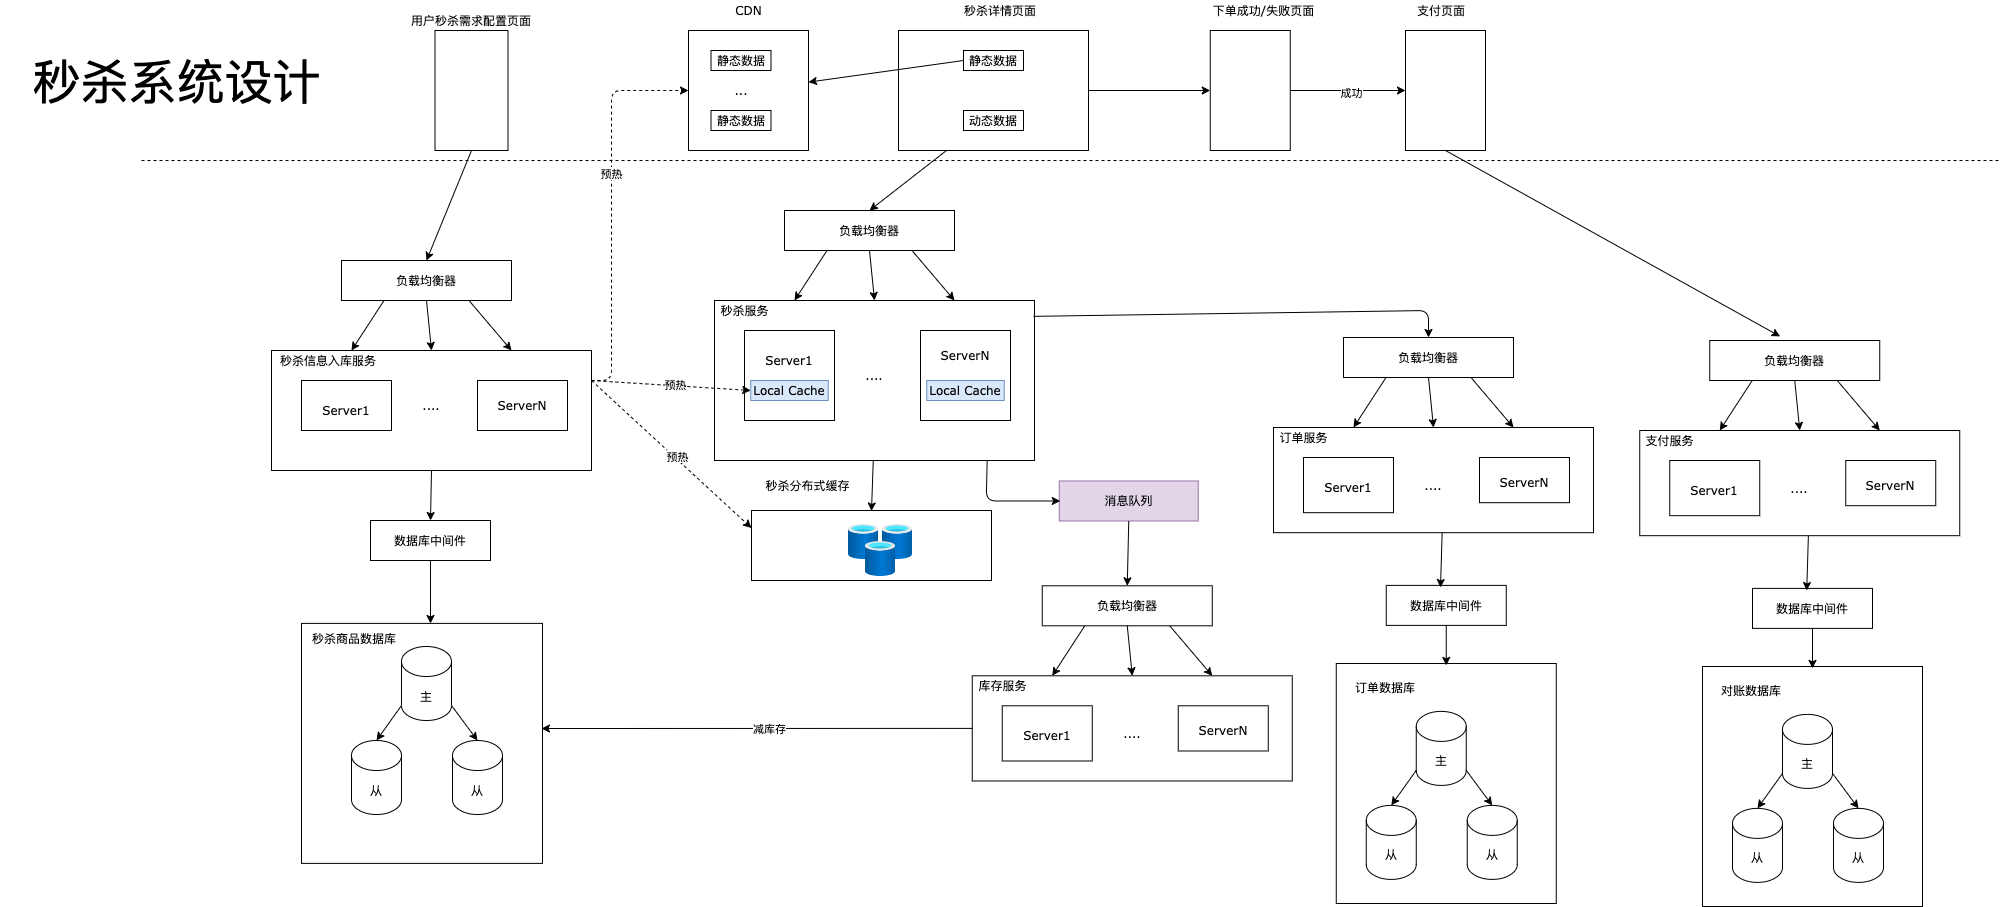 秒杀系统设计
用户秒杀需求配置页面
CDN
静态数据
...
静态数据
秒杀详情页面
静态数据
动态数据
下单成功/失败页面
成功
支付页面
预热
负载均衡器
秒杀信息入库服务
Server1
....
ServerN
预热
预热
数据库中间件
秒杀商品数据库
主
从
从
负载均衡器
秒杀服务
Server1
Local Cache
....
ServerN
Local Cache
秒杀分布式缓存
消息队列
负载均衡器
库存服务
Server1
....
ServerN
减库存
负载均衡器
订单服务
Server1
....
ServerN
数据库中间件
订单数据库
主
从
从
负载均衡器
支付服务
Server1
....
ServerN
数据库中间件
对账数据库
主
从
从